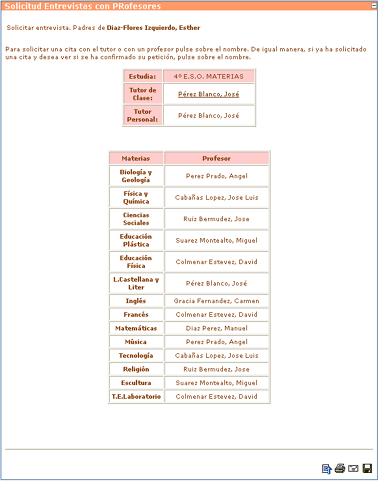 Solicitud Entrevistas con PRofesores
Solicitar entrevista. Padres de Diaz-Flores Izquierdo, Esther
Para solicitar una cita con el tutor o con un profesor pulse sobre el nombre. De igual manera, si ya ha solicitado
una cita y desea ver si se ha confirmado su petición, pulse sobre el nombre.
Estudia: 4º E.S.O. MATERIAS
Tutor de
Clase: Pérez Blanco, José
Tutor
Personal: Pérez Blanco, José
Materias Profesor
Biología y
Geología Perez Prado, Angel
Física y
Química Cabañas Lopez, Jose Luis
Ciencias
Sociales Ruiz Bermudez, Jose
Educación
Plástica Suarez Montealto, Miguel
Educación
Física Colmenar Estevez, David
L.Castellana y
Liter Pérez Blanco, José
Inglés Gracia Fernandez, Carmen
Francés Colmenar Estevez, David
Matemáticas Diaz Perez, Manuel
Música Perez Prado, Angel
Tecnología Cabañas Lopez, Jose Luis
Religión Ruiz Bermudez, Jose
Escultura Suarez Montealto, Miguel
T.E.Laboratorio Colmenar Estevez, David